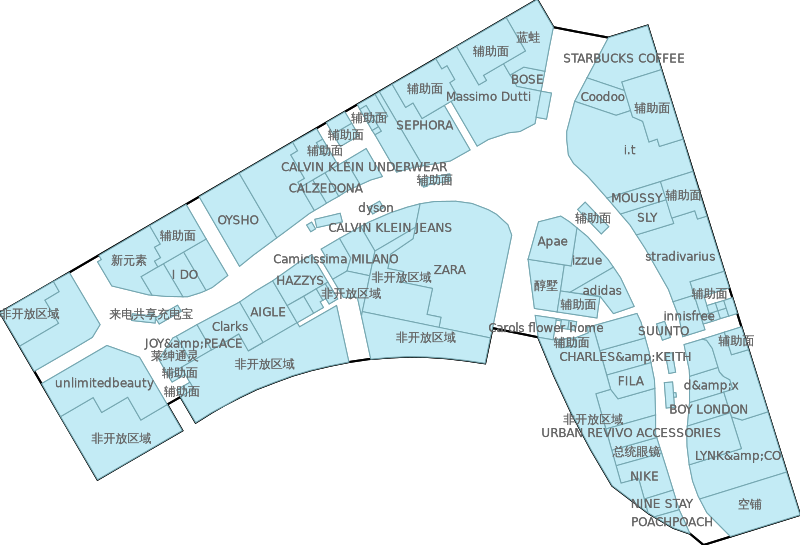 蓝蛙
辅助面
STARBUCKS COFFEE
BOSE
辅助面
Massimo Dutti
Coodoo
辅助面
辅助面
SEPHORA
辅助面
辅助面
i.t
CALVIN KLEIN UNDERWEAR
辅助面
CALZEDONA
MOUSSY
辅助面
dyson
OYSHO
辅助面
SLY
CALVIN KLEIN JEANS
辅助面
Apae
新元素
Camicissima
MILANO
izzue
stradivarius
I DO
ZARA
HAZZYS
非开放区域
醇墅
adidas
非开放区域
辅助面
辅助面
非开放区域
来电共享充电宝
AIGLE
innisfree
Clarks
Carols flower home
SUUNTO
非开放区域
JOY&amp;PEACE
辅助面
辅助面
莱绅通灵
CHARLES&amp;KEITH
非开放区域
辅助面
unlimitedbeauty
FILA
d&amp;x
辅助面
BOY LONDON
非开放区域
URBAN REVIVO ACCESSORIES
非开放区域
总统眼镜
LYNK&amp;CO
NIKE
NINE STAY
空铺
POACHPOACH